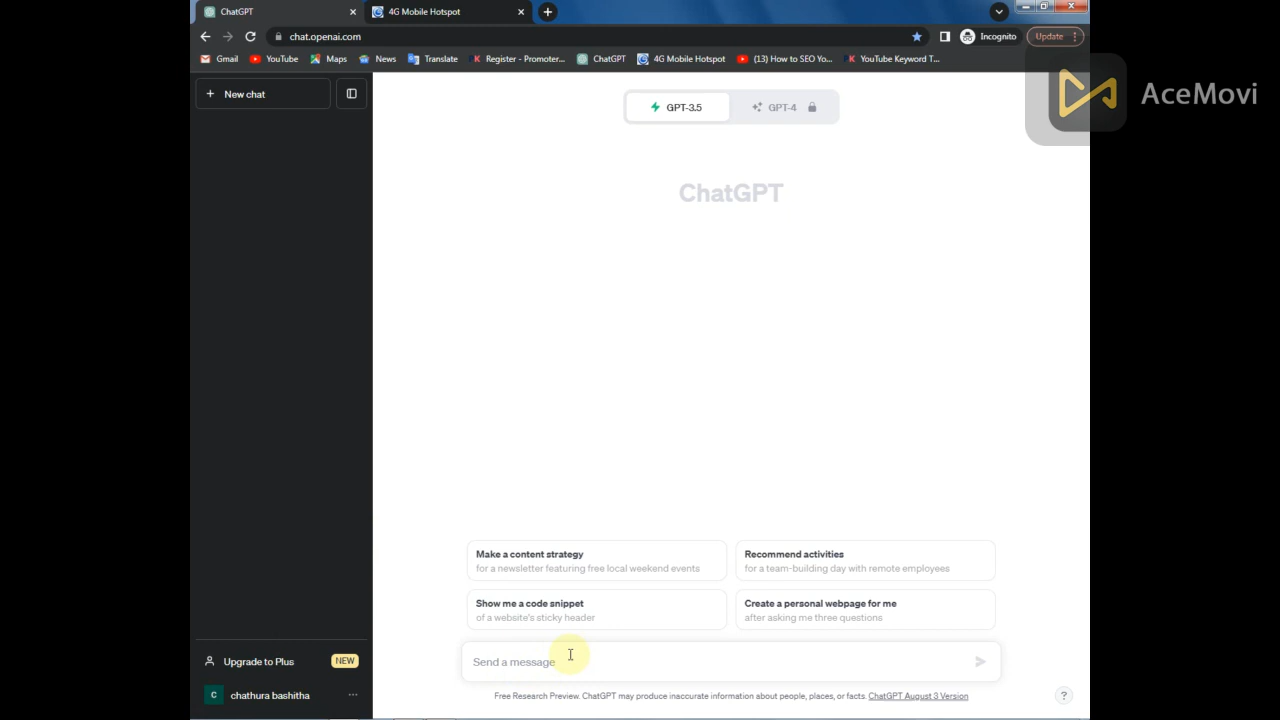 ChatGPT
4G Mobile Hotspot
chat.openai.com
Incognito
Update
Gmail
YouTube
Maps
News
Translate
Register - Promoter...
ChatGPT
4G Mobile Hotspot
(13) How to SEO Yo...
YouTube Keyword T...
AceMovi
New chat
GPT-3.5
GPT-4
ChatGPT
Make a content strategy
for a newsletter featuring free local weekend events
Recommend activities
for a team-building day with remote employees
Show me a code snippet
of a website's sticky header
Create a personal webpage for me
after asking me three questions
Upgrade to Plus
NEW
Send a message
C
chathura bashitha
Free Research Preview. ChatGPT may produce inaccurate information about people, places, or facts. ChatGPT August 3 Version
?